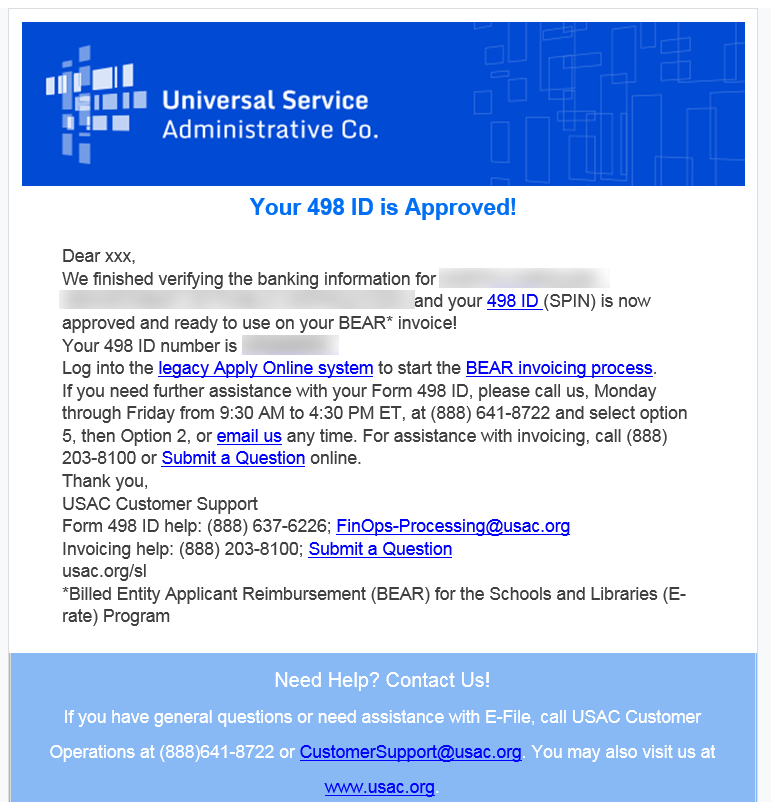 Universal Service
Administrative Co.
Your 498 ID is Approved!
Dear xxx,
We finished verifying the banking information for
and your 498 ID (SPIN) is now
approved and ready to use on your BEAR* invoice!
Your 498 ID number is
Log into the legacy Apply Online system to start the BEAR invoicing process.
If you need further assistance with your Form 498 ID, please call us, Monday
through Friday from 9:30 AM to 4:30 PM ET, at (888) 641-8722 and select option
5, then Option 2, or email us any time. For assistance with invoicing, call (888)
203-8100 or Submit a Question online.
Thank you,
USAC Customer Support
Form 498 ID help: (888) 637-6226; FinOps-Processing@usac.org
Invoicing help: (888) 203-8100; Submit a Question
usac.org/sl
*Billed Entity Applicant Reimbursement (BEAR) for the Schools and Libraries (E-
rate) Program
Need Help? Contact Us!
If you have general questions or need assistance with E-File, call USAC Customer
Operations at (888)641-8722 or CustomerSupport@usac.org. You may also visit us at
www.usac.org.